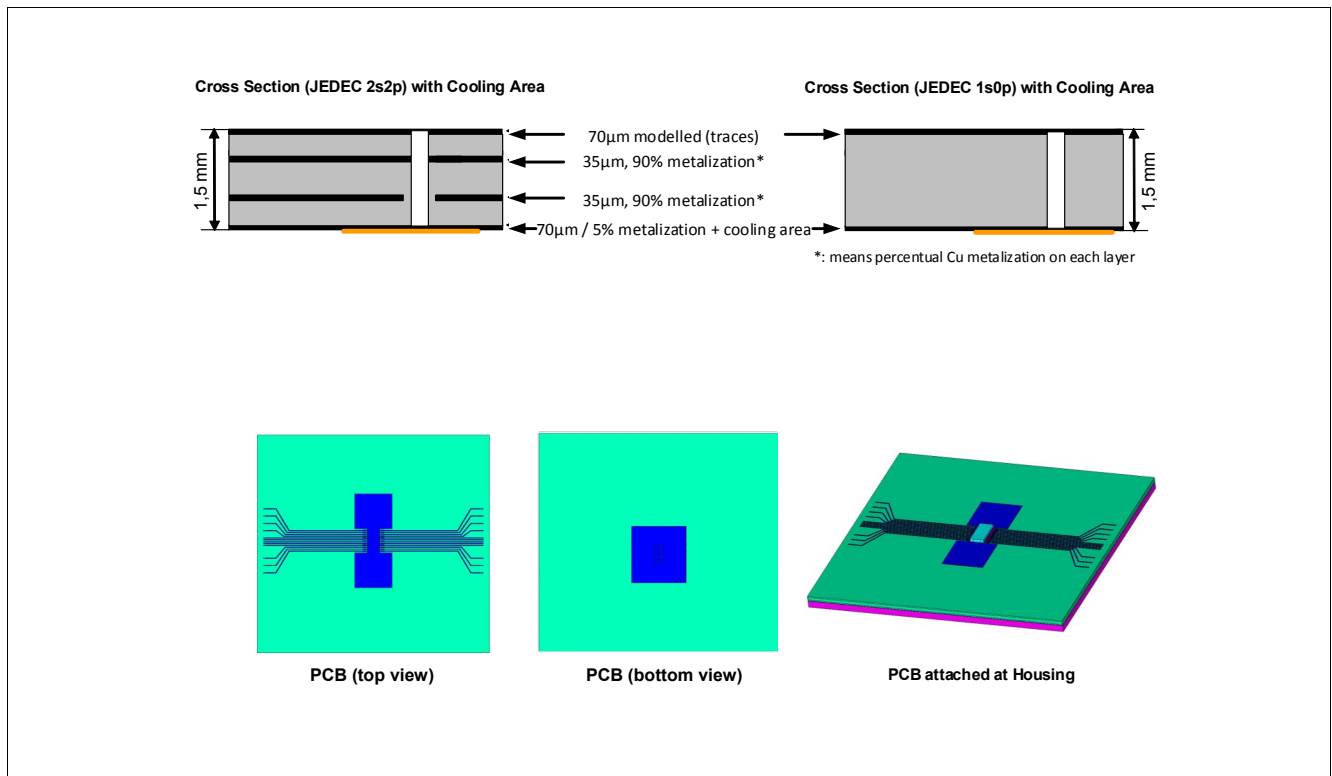 Cross Section (JEDEC 2s2p) with Cooling Area
Cross Section (JEDEC 1s0p) with Cooling Area
1,5 mm
70µm modelled (traces)
35µm, 90% metalization*
35µm, 90% metalization*
70µm / 5% metalization + cooling area
1,5 mm
*: means percentual Cu metalization on each layer
PCB (top view)
PCB (bottom view)
PCB attached at Housing